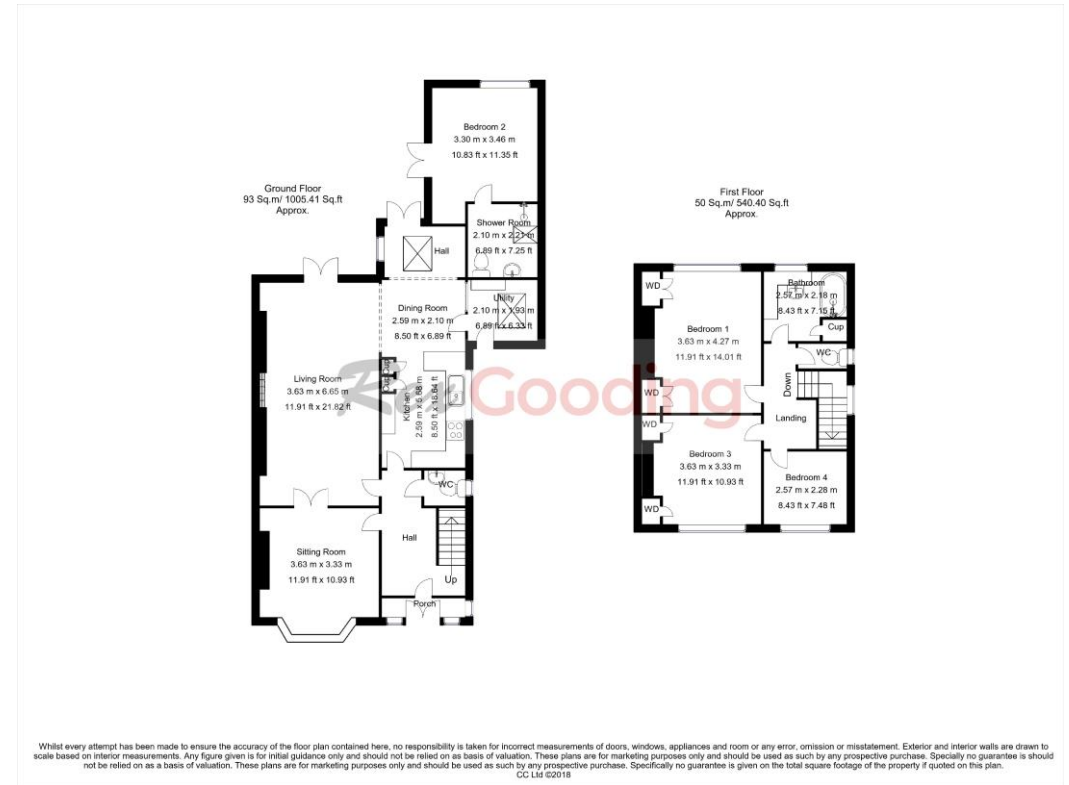 Bedroom 2
3.30 m x 3.46 m
10.83 ft x 11.35 ft
Ground Floor
93 Sq.m/ 1005.41 Sq.ft
Approx.
Shower Room
2.10 m x 2.21 m
6.89 ft x 7.25 ft
Hall
Dining Room
2.59 m x 2.10 m
8.50 ft x 6.89 ft
Utility
2.10 m x 1.93 m
6.89 ft x 6.33 ft
Living Room
3.63 m x 6.65 m
11.91 ft x 21.82 ft
Cup
Cup
Kitchen
2.59 m x 5.68 m
8.50 ft x 18.64 ft
WC
Hall
Sitting Room
3.63 m x 3.33 m
11.91 ft x 10.93 ft
Up
Porch
First Floor
50 Sq.m/ 540.40 Sq.ft
Approx.
WD
Bathroom
2.57 m x 2.18 m
8.43 ft x 7.15 ft
Cup
Bedroom 1
3.63 m x 4.27 m
11.91 ft x 14.01 ft
WC
Down
WD
Landing
WD
Bedroom 3
3.63 m x 3.33 m
11.91 ft x 10.93 ft
Bedroom 4
2.57 m x 2.28 m
8.43 ft x 7.48 ft
WD
Gooding
Whilst every attempt has been made to ensure the accuracy of the floor plan contained here, no responsibility is taken for incorrect measurements of doors, windows, appliances and room or any error, omission or misstatement. Exterior and interior walls are drawn to
scale based on interior measurements. Any figure given is for initial guidance only and should not be relied on as basis of valuation. These plans are for marketing purposes only and should be used as such by any prospective purchase. Specially no guarantee is should
not be relied on as a basis of valuation. These plans are for marketing purposes only and should be used as such by any prospective purchase. Specifically no guarantee is given on the total square footage of the property if quoted on this plan.
CC Ltd ©2018